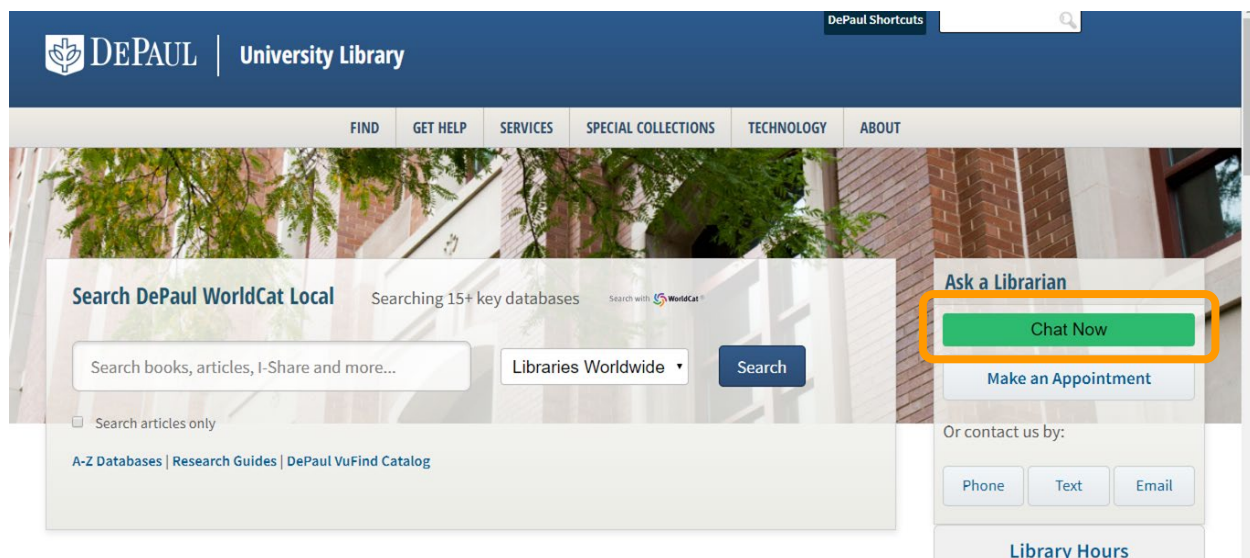 DePaul Shortcuts
DEPAUL University Library
FIND GET HELP SERVICES SPECIAL COLLECTIONS TECHNOLOGY ABOUT
Search DePaul WorldCat Local Searching 15+ key databases Search with WorldCat®
Search books, articles, I-Share and more... Libraries Worldwide Search
Search articles only
A-Z Databases | Research Guides | DePaul VuFind Catalog
Ask a Librarian
Chat Now
Make an Appointment
Or contact us by:
Phone Text Email
Library Hours